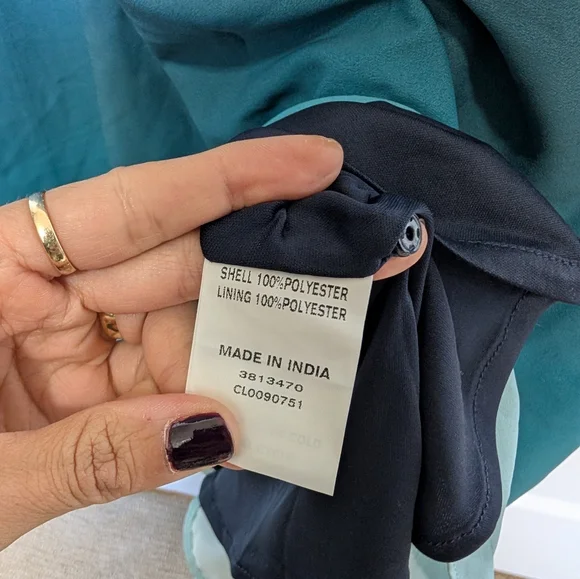 SHELL 100%POLYESTER
LINING 100%POLYESTER
MADE IN INDIA
3813470
CL0090751